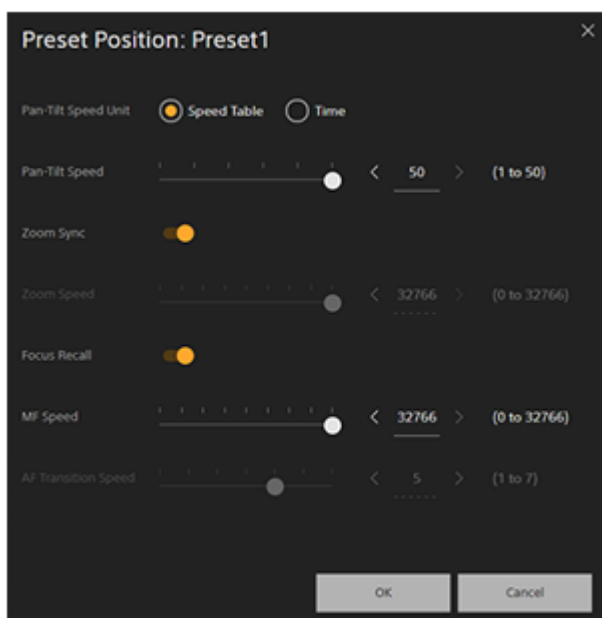 Preset Position: Preset1
Pan-Tilt Speed Unit Speed Table Time
Pan-Tilt Speed < 50 > (1 to 50)
Zoom Sync
Zoom Speed < 32766 > (0 to 32766)
Focus Recall
MF Speed < 32766 > (0 to 32766)
AF Transition Speed < 5 > (1 to 7)
OK Cancel